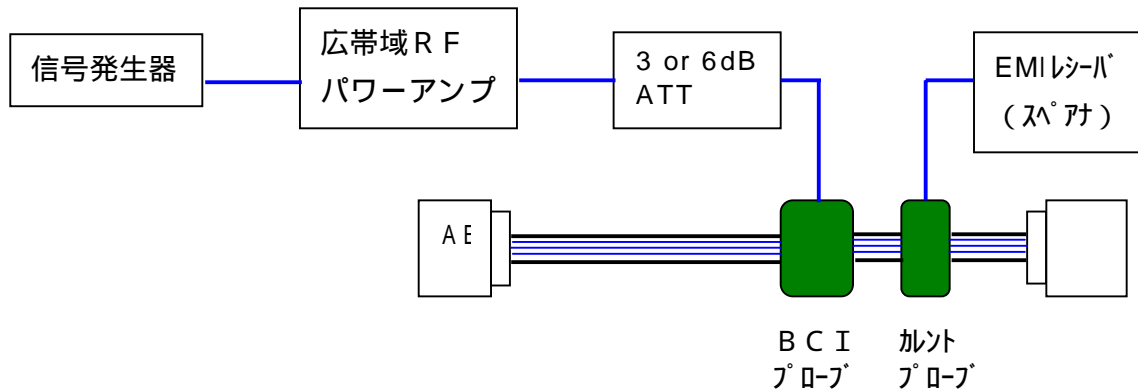 信号発生器
広帯域ＲＦ
パワーアンプ
3 or 6dB
ATT
EMIﾚｼｰﾊﾞ
（ｽﾍﾟｱﾅ）
AE
ＢＣＩ
ﾌﾟﾛｰﾌﾞ
ｶﾚﾝﾄ
ﾌﾟﾛｰﾌﾞ